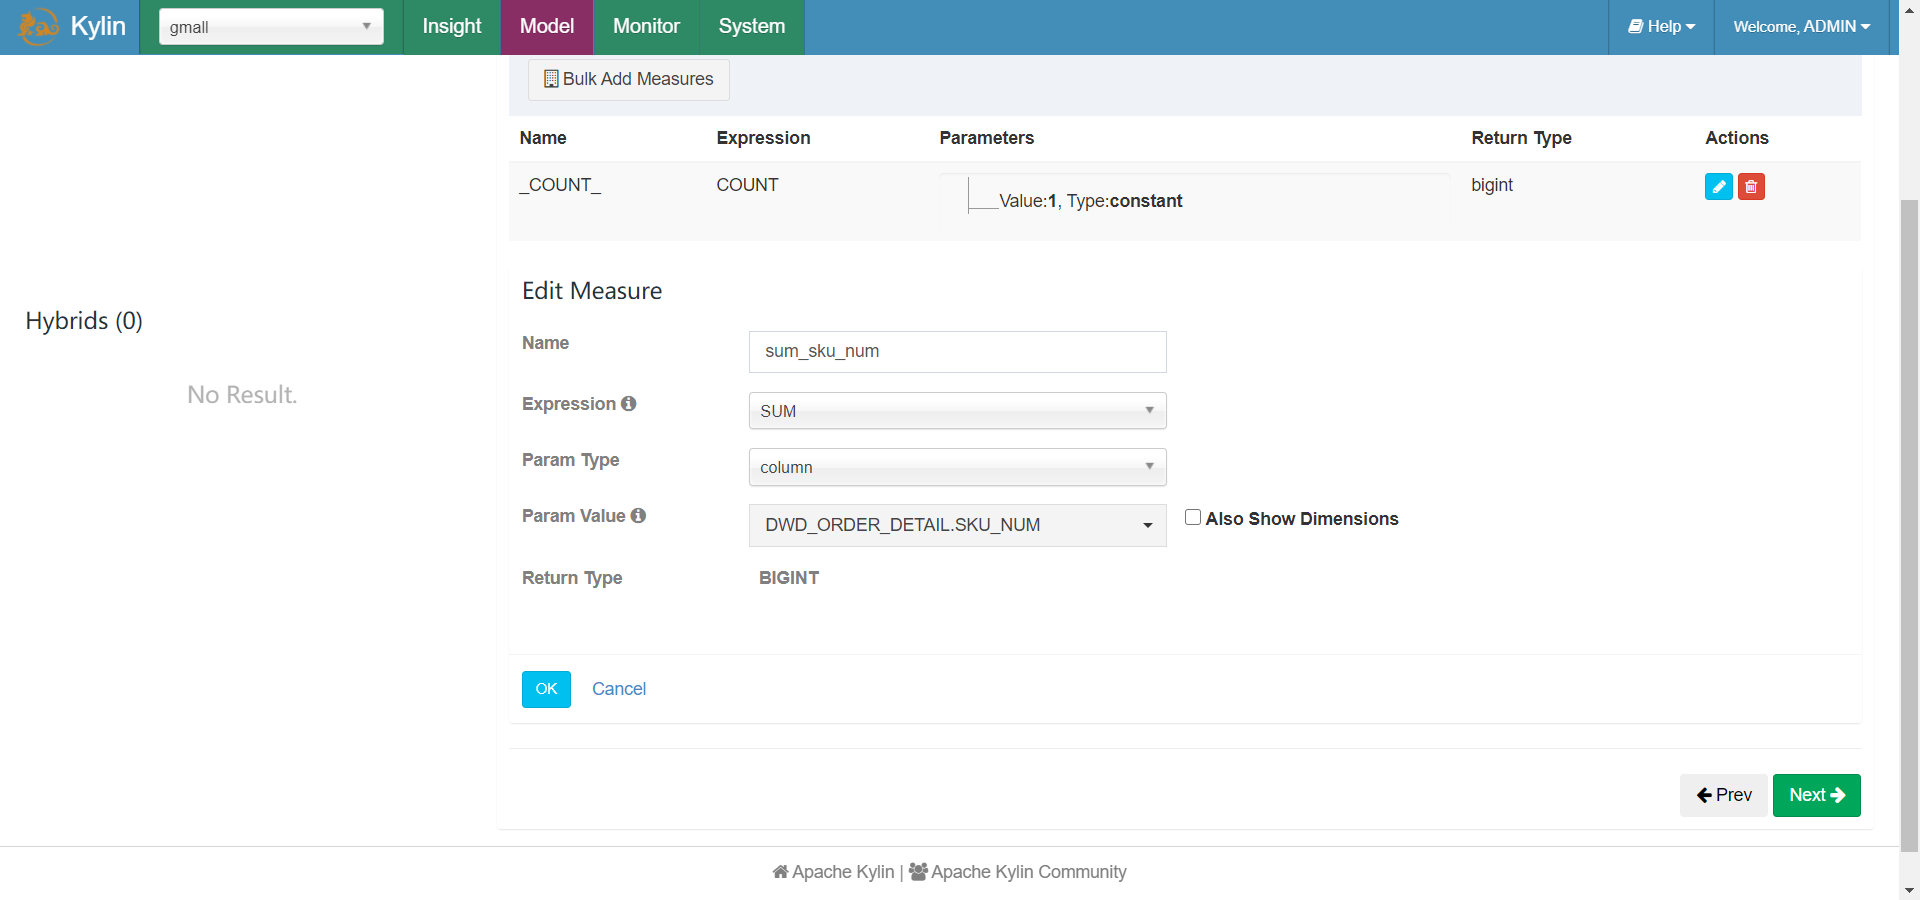 Kylin gmall Insight Model Monitor System Help Welcome, ADMIN
Bulk Add Measures
Name Expression Parameters Return Type Actions
_COUNT_ COUNT Value:1, Type:constant bigint
Edit Measure
Hybrids (0)
No Result.
Name sum_sku_num
Expression SUM
Param Type column
Param Value DWD_ORDER_DETAIL.SKU_NUM Also Show Dimensions
Return Type BIGINT
OK Cancel
Prev Next
Apache Kylin | Apache Kylin Community